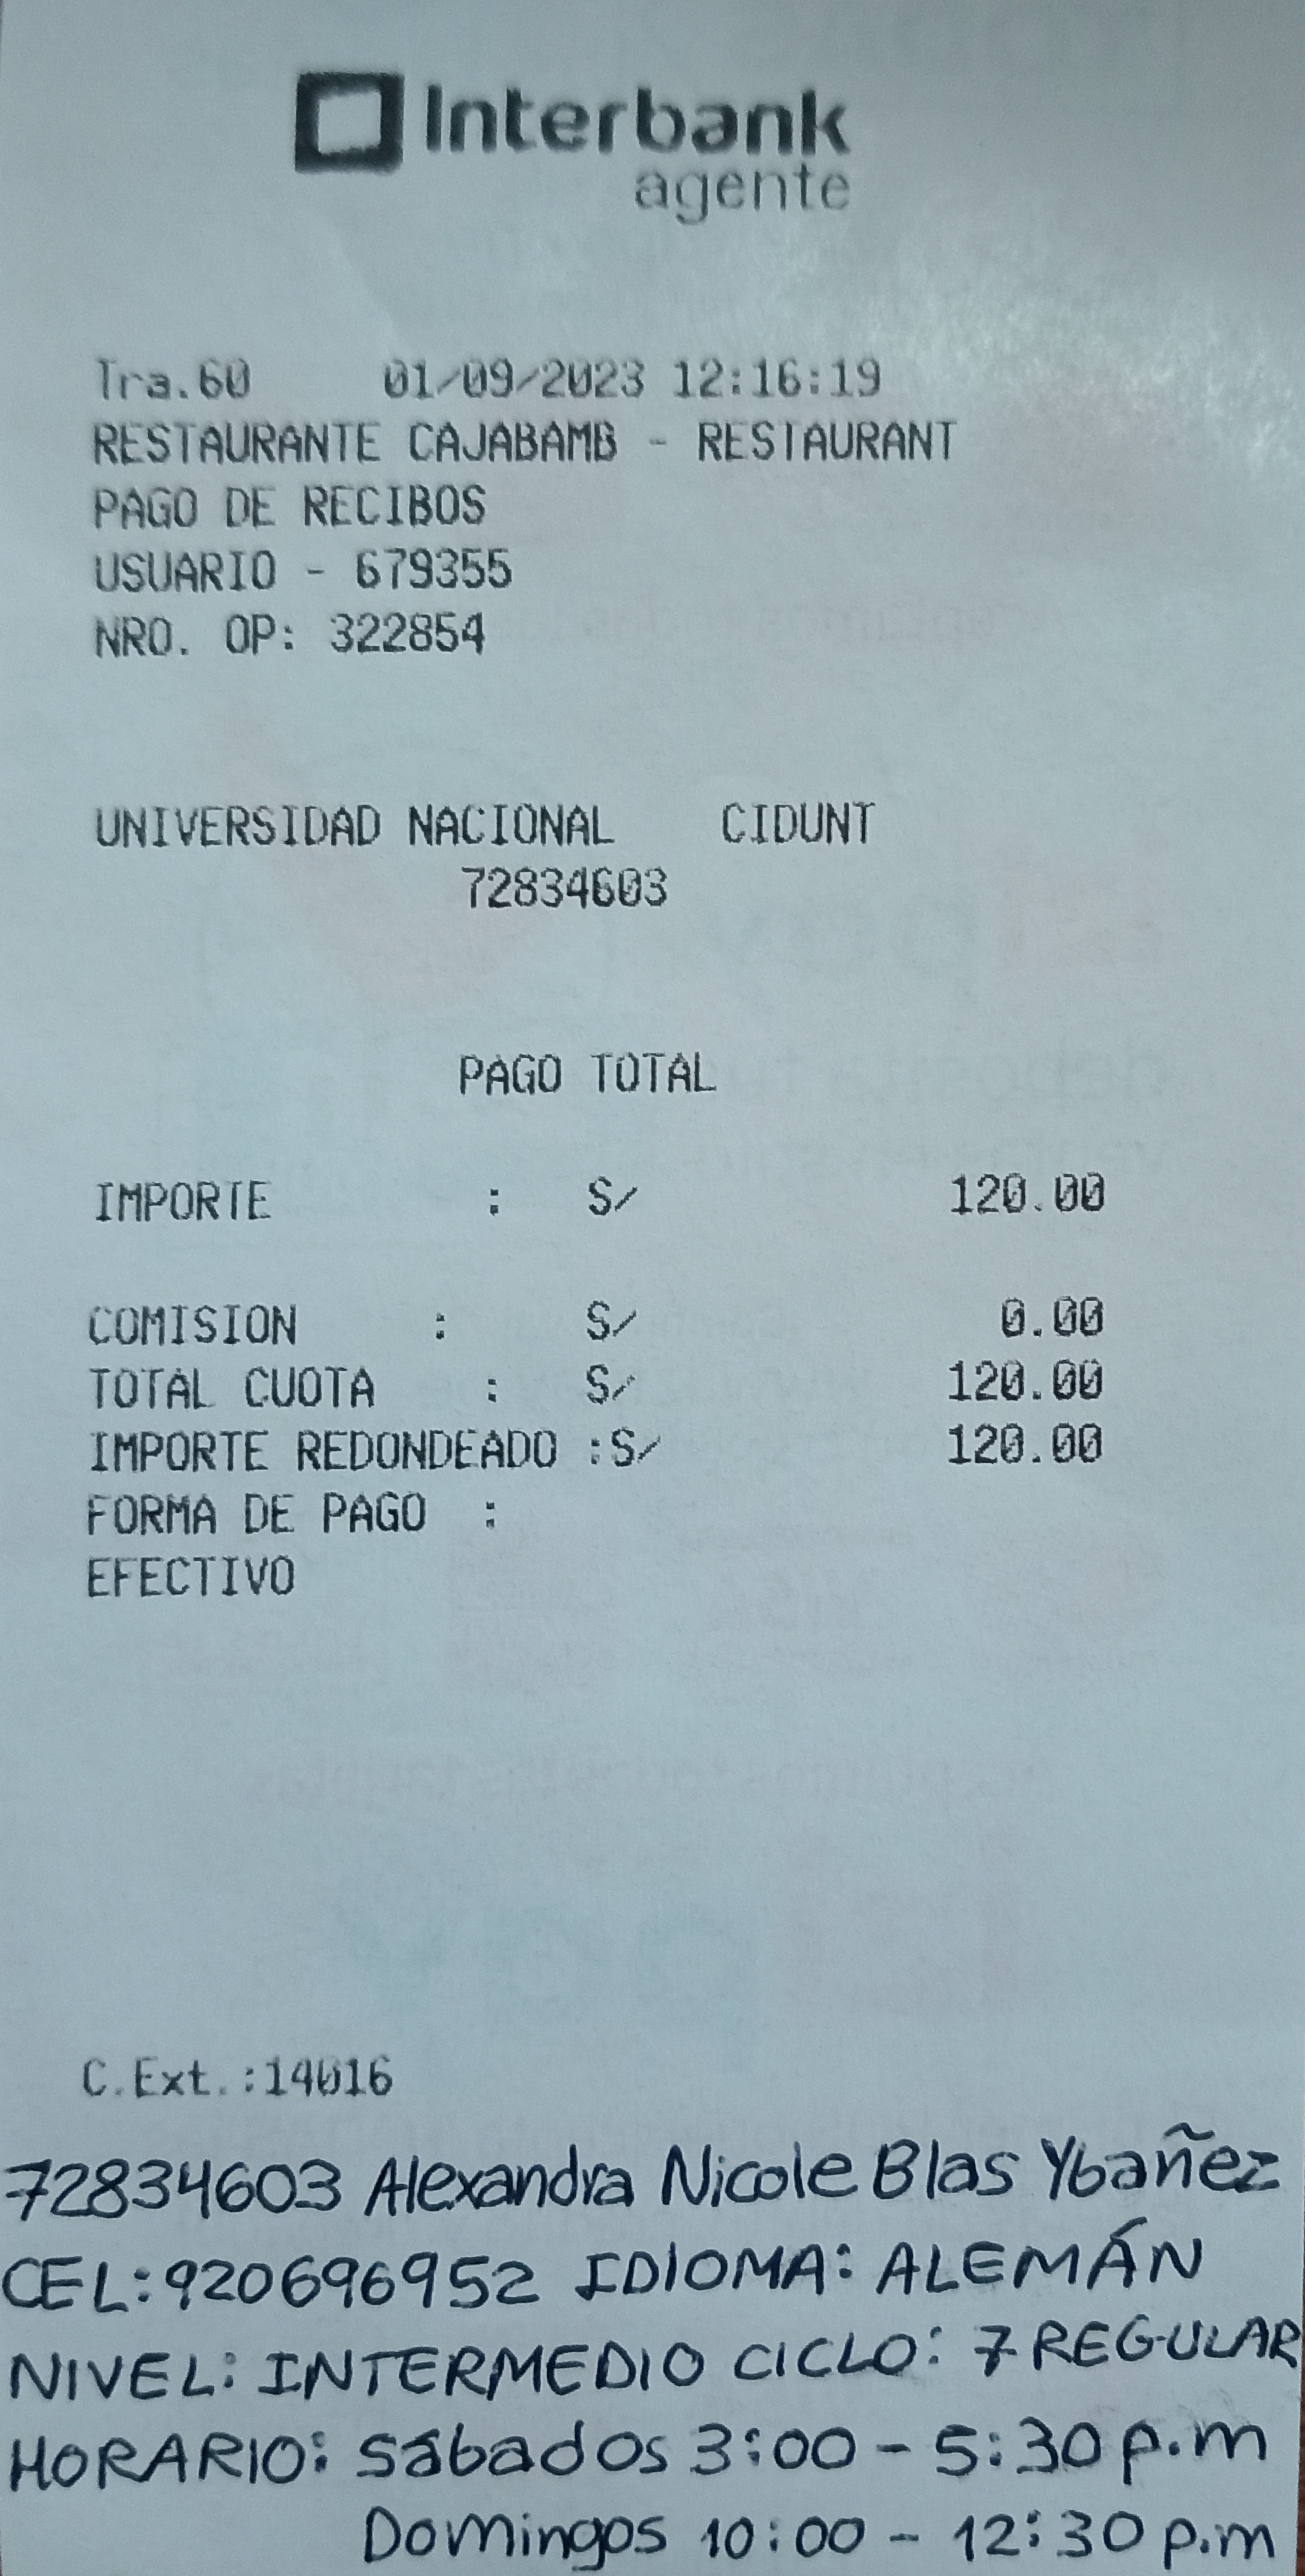 Interbank
agente
Tra.60 01/09/2023 12:16:19
RESTAURANTE CAJABAMB - RESTAURANT
PAGO DE RECIBOS
USUARIO - 679355
NRO. OP: 322854
UNIVERSIDAD NACIONAL CIDUNT
72834603
PAGO TOTAL
IMPORTE : S/ 120.00
COMISION : S/ 0.00
TOTAL CUOTA : S/ 120.00
IMPORTE REDONDEADO :S/ 120.00
FORMA DE PAGO :
EFECTIVO
C.Ext.:14016
72834603 Alexandra Nicole Blas Ybañez
CEL: 920696952 IDIOMA: ALEMÁN
NIVEL: INTERMEDIO CICLO: 7 REGULAR
HORARIO: Sábados 3:00 - 5:30 p.m
Domingos 10:00 - 12:30 p.m